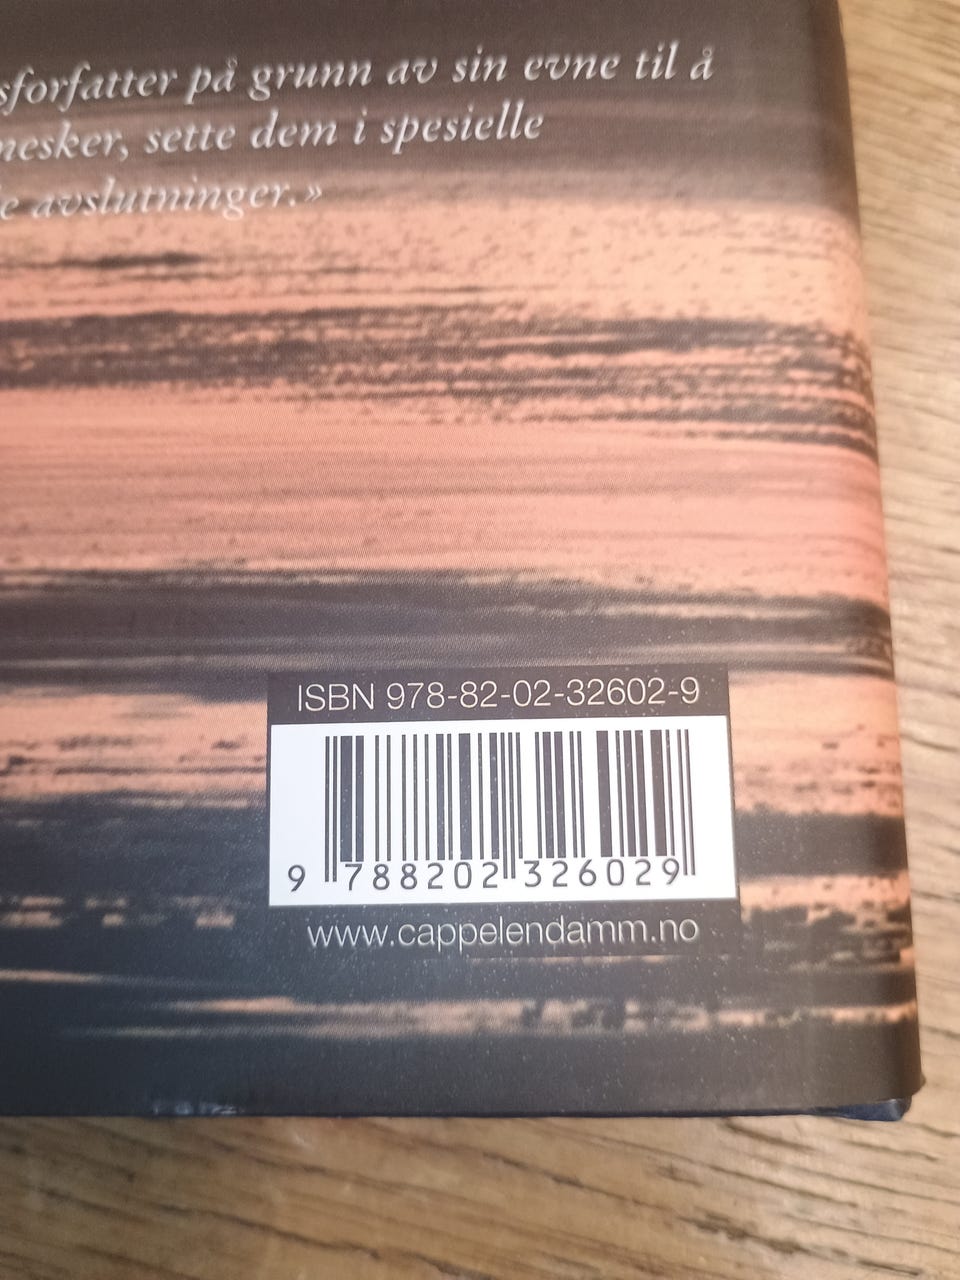 sforfatter på grunn av sin evne til å
nesker, sette dem i spesielle
e avslutninger.»
ISBN 978-82-02-32602-9
9 788202 326029
www.cappelendamm.no